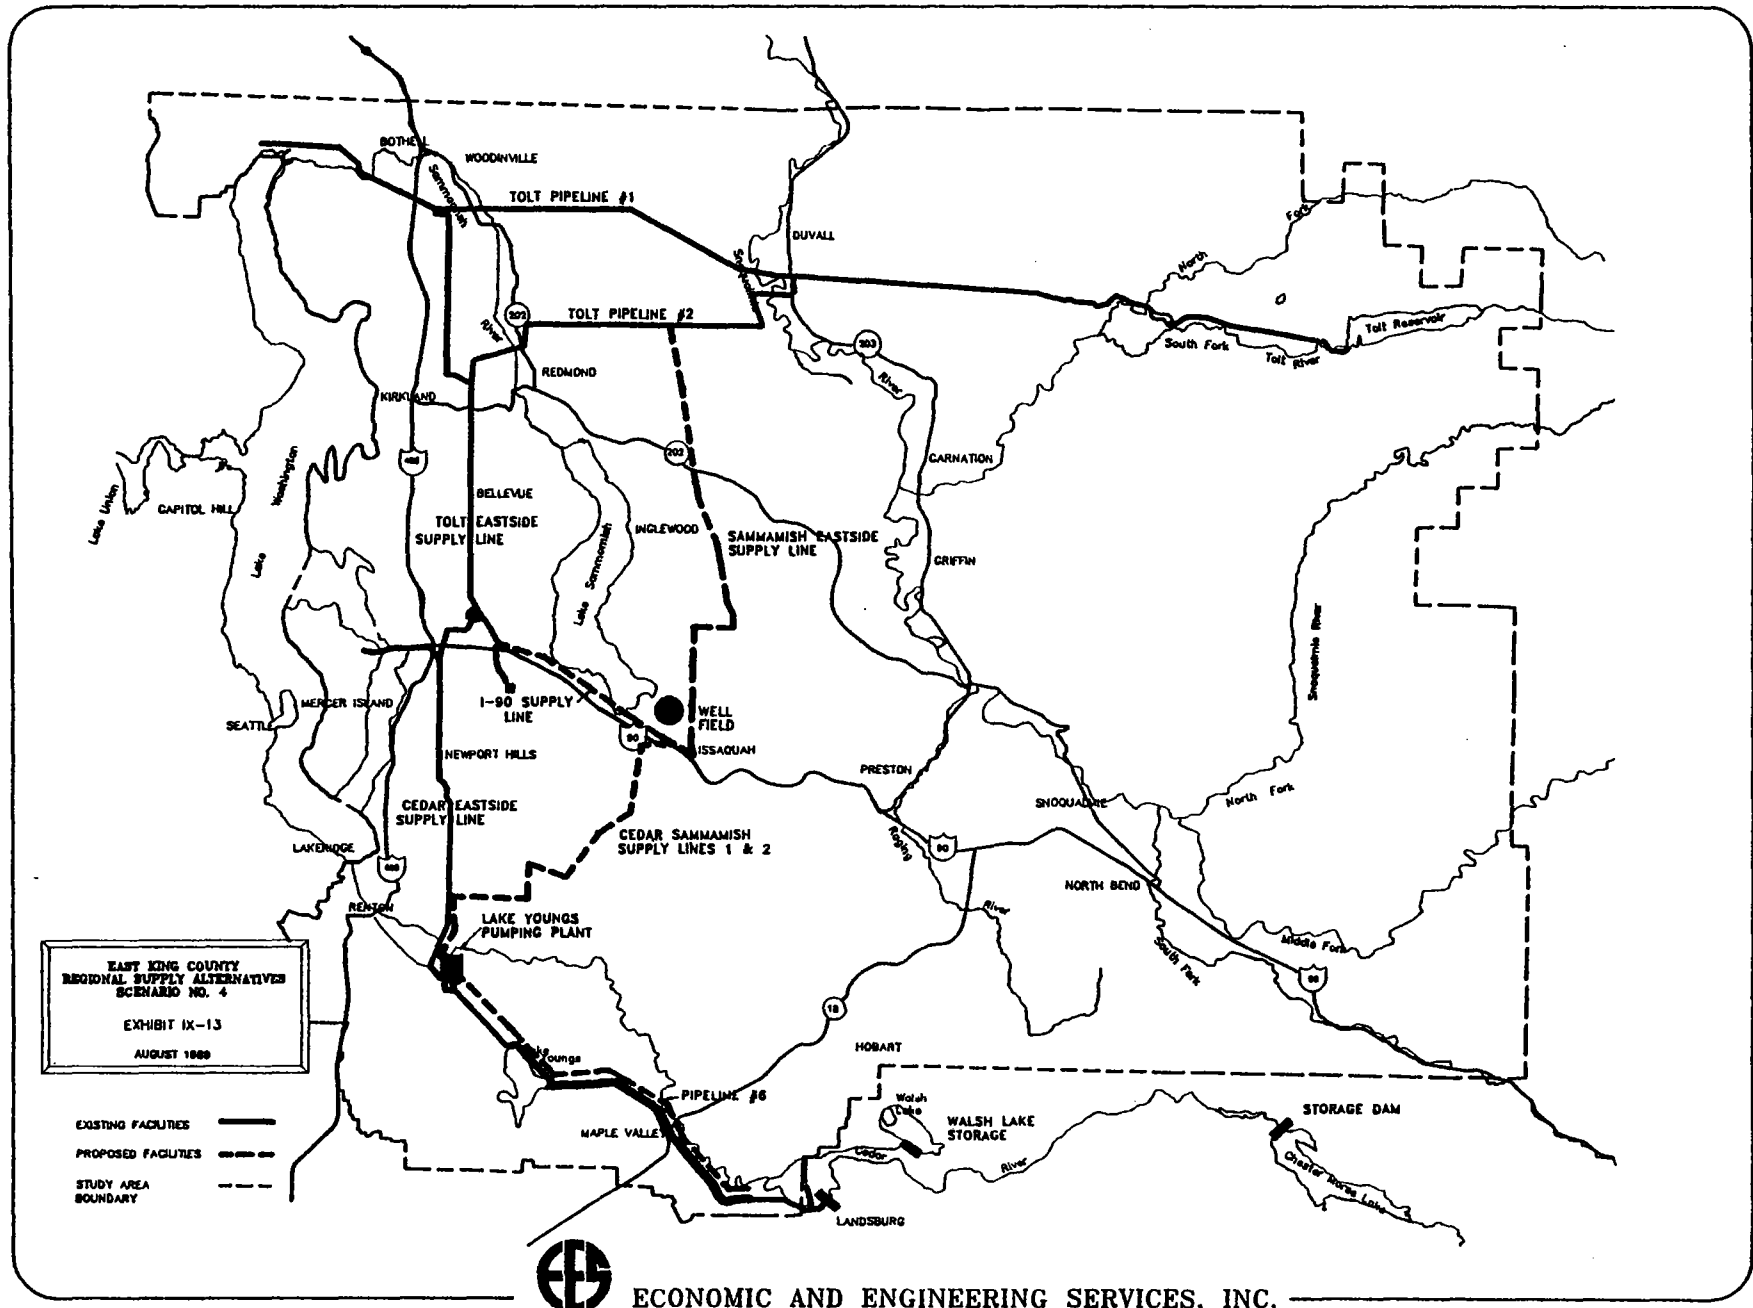 BOTHELL
WOODINVILLE
Sammamish
TOLT PIPELINE #1
DUVALL
Fork
North
202
River
TOLT PIPELINE #2
203
Tolt Reservoir
South Fork
Tolt River
REDMOND
River
KIRKLAND
202
CARNATION
405
Washington
Lake Union
CAPITOL HILL
BELLEVUE
TOLT EASTSIDE
SUPPLY LINE
INGLEWOOD
SAMMAMISH EASTSIDE
SUPPLY LINE
Lake
Lake Sammamish
GRIFFIN
Snoqualmie River
MERCER ISLAND
I-90 SUPPLY
LINE
WELL
FIELD
SEATTLE
90
ISSAQUAH
NEWPORT HILLS
PRESTON
CEDAR EASTSIDE
SUPPLY LINE
SNOQUALMIE
North Fork
CEDAR SAMMAMISH
SUPPLY LINES 1 & 2
Raging
90
LAKERIDGE
405
NORTH BEND
RENTON
River
LAKE YOUNGS
PUMPING PLANT
Middle Fork
South Fork
90
EAST KING COUNTY
REGIONAL SUPPLY ALTERNATIVES
SCENARIO NO. 4
EXHIBIT IX-13
AUGUST 1989
18
HOBART
Youngs
PIPELINE #6
Walsh
Lake
STORAGE DAM
WALSH LAKE
STORAGE
MAPLE VALLEY
Cedar
River
Chester Morse Lake
LANDSBURG
EXISTING FACILITIES
PROPOSED FACILITIES
STUDY AREA
BOUNDARY
EES
ECONOMIC AND ENGINEERING SERVICES, INC.